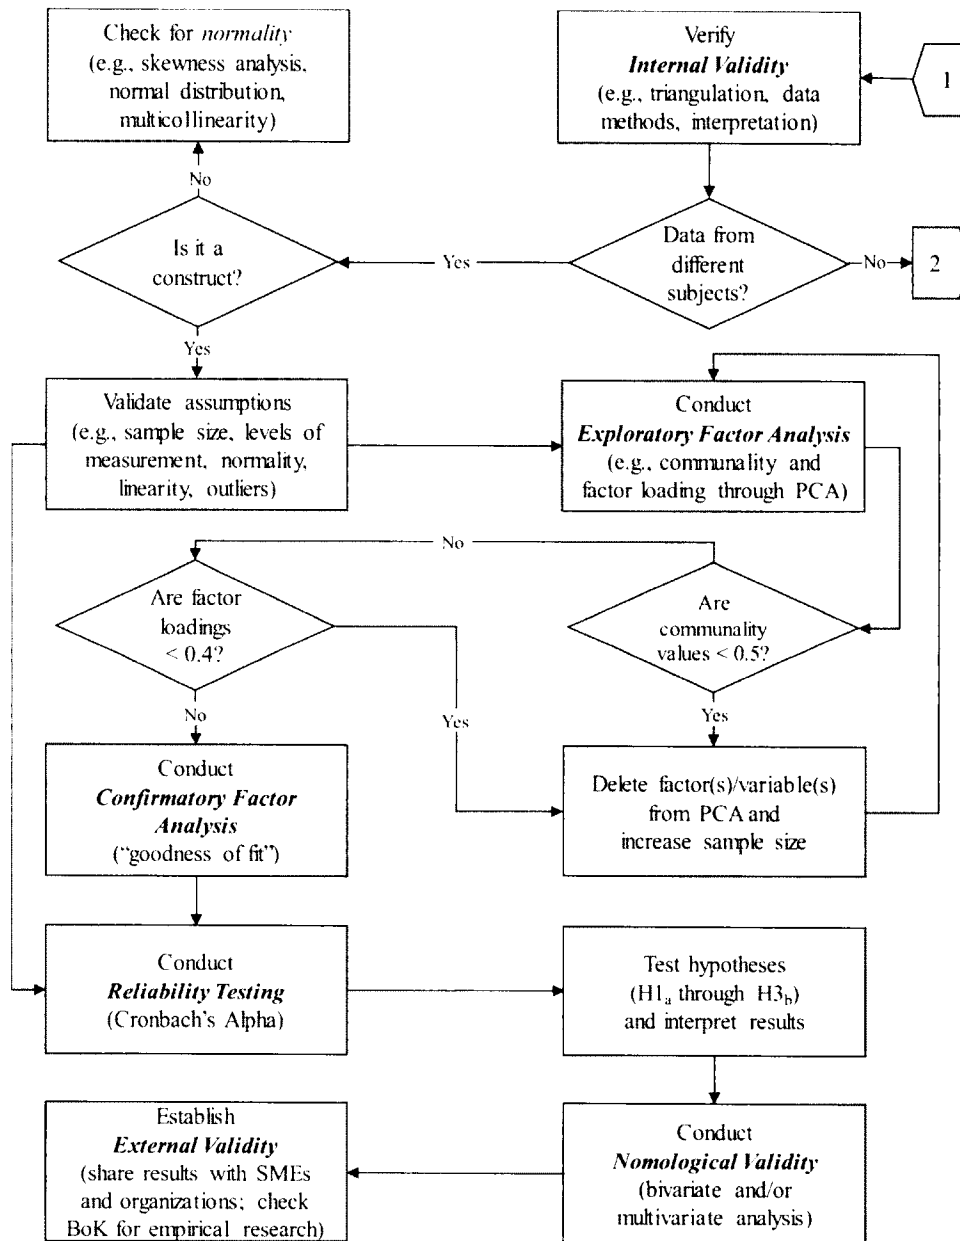 Check for normality
(e.g., skewness analysis,
normal distribution,
multicollinearity)
Verify
Internal Validity
(e.g., triangulation, data
methods, interpretation)
1
No
Is it a
construct?
Yes
Data from
different
subjects?
No
2
Yes
Validate assumptions
(e.g., sample size, levels of
measurement, normality,
linearity, outliers)
Conduct
Exploratory Factor Analysis
(e.g., communality and
factor loading through PCA)
No
Are factor
loadings
< 0.4?
Are
communality
values < 0.5?
No
Yes
Yes
Conduct
Confirmatory Factor
Analysis
(“goodness of fit”)
Delete factor(s)/variable(s)
from PCA and
increase sample size
Conduct
Reliability Testing
(Cronbach's Alpha)
Test hypotheses
(H1a through H3b)
and interpret results
Establish
External Validity
(share results with SMEs
and organizations; check
BoK for empirical research)
Conduct
Nomological Validity
(bivariate and/or
multivariate analysis)